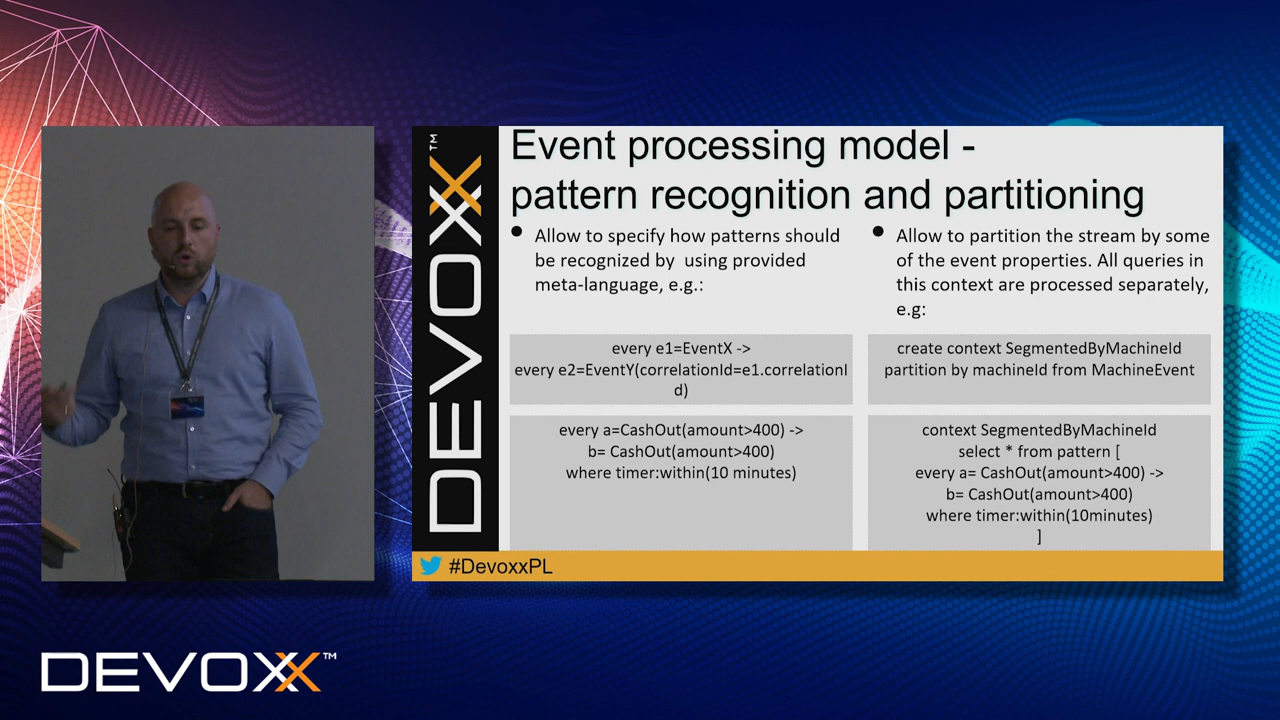 DEVOXX™
Event processing model -
pattern recognition and partitioning
• Allow to specify how patterns should
be recognized by using provided
meta-language, e.g.:
every e1=EventX ->
every e2=EventY(correlationId=e1.correlationI
d)
every a=CashOut(amount>400) ->
b= CashOut(amount>400)
where timer:within(10 minutes)
• Allow to partition the stream by some
of the event properties. All queries in
this context are processed separately,
e.g:
create context SegmentedByMachineId
partition by machineId from MachineEvent
context SegmentedByMachineId
select * from pattern [
every a= CashOut(amount>400) ->
b= CashOut(amount>400)
where timer:within(10minutes)
]
#DevoxxPL
DEVOXX™